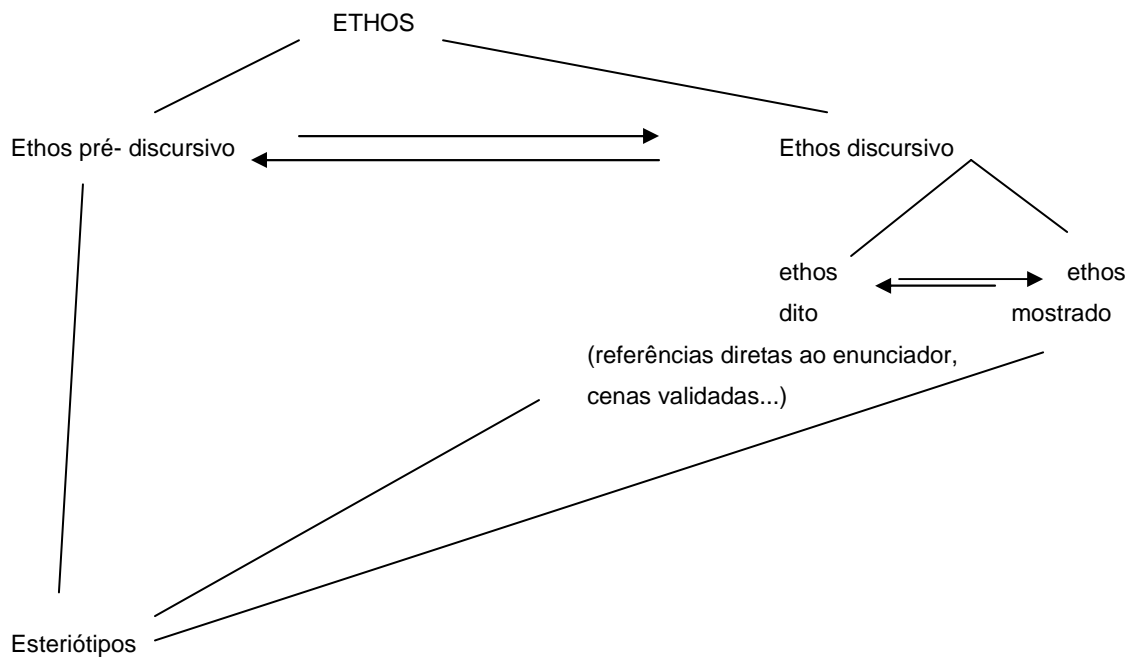 ETHOS
Ethos pré- discursivo
Ethos discursivo
ethos
ethos
dito
mostrado
(referências diretas ao enunciador,
cenas validadas...)
Esteriótipos